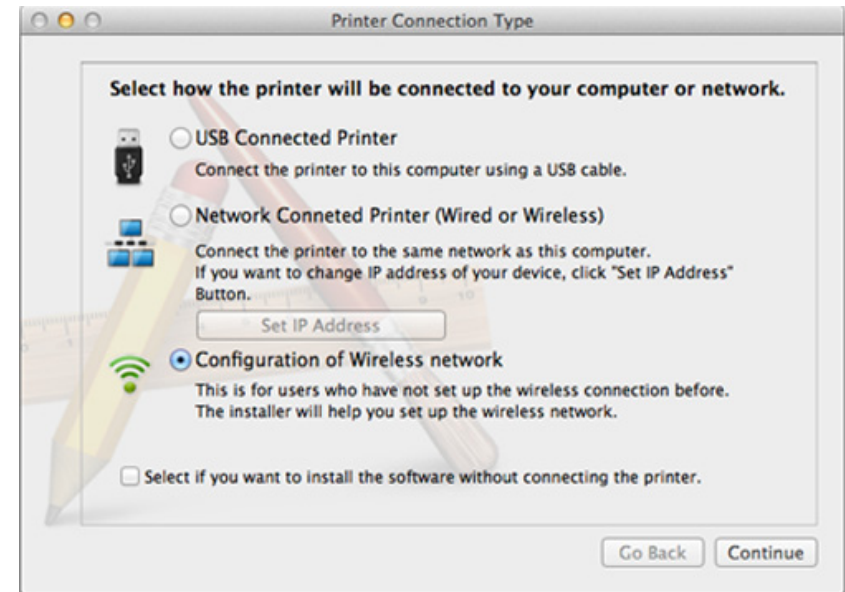 Printer Connection Type
Select how the printer will be connected to your computer or network.
USB Connected Printer
Connect the printer to this computer using a USB cable.
Network Conneted Printer (Wired or Wireless)
Connect the printer to the same network as this computer.
If you want to change IP address of your device, click "Set IP Address"
Button.
Set IP Address
Configuration of Wireless network
This is for users who have not set up the wireless connection before.
The installer will help you set up the wireless network.
Select if you want to install the software without connecting the printer.
Go Back Continue